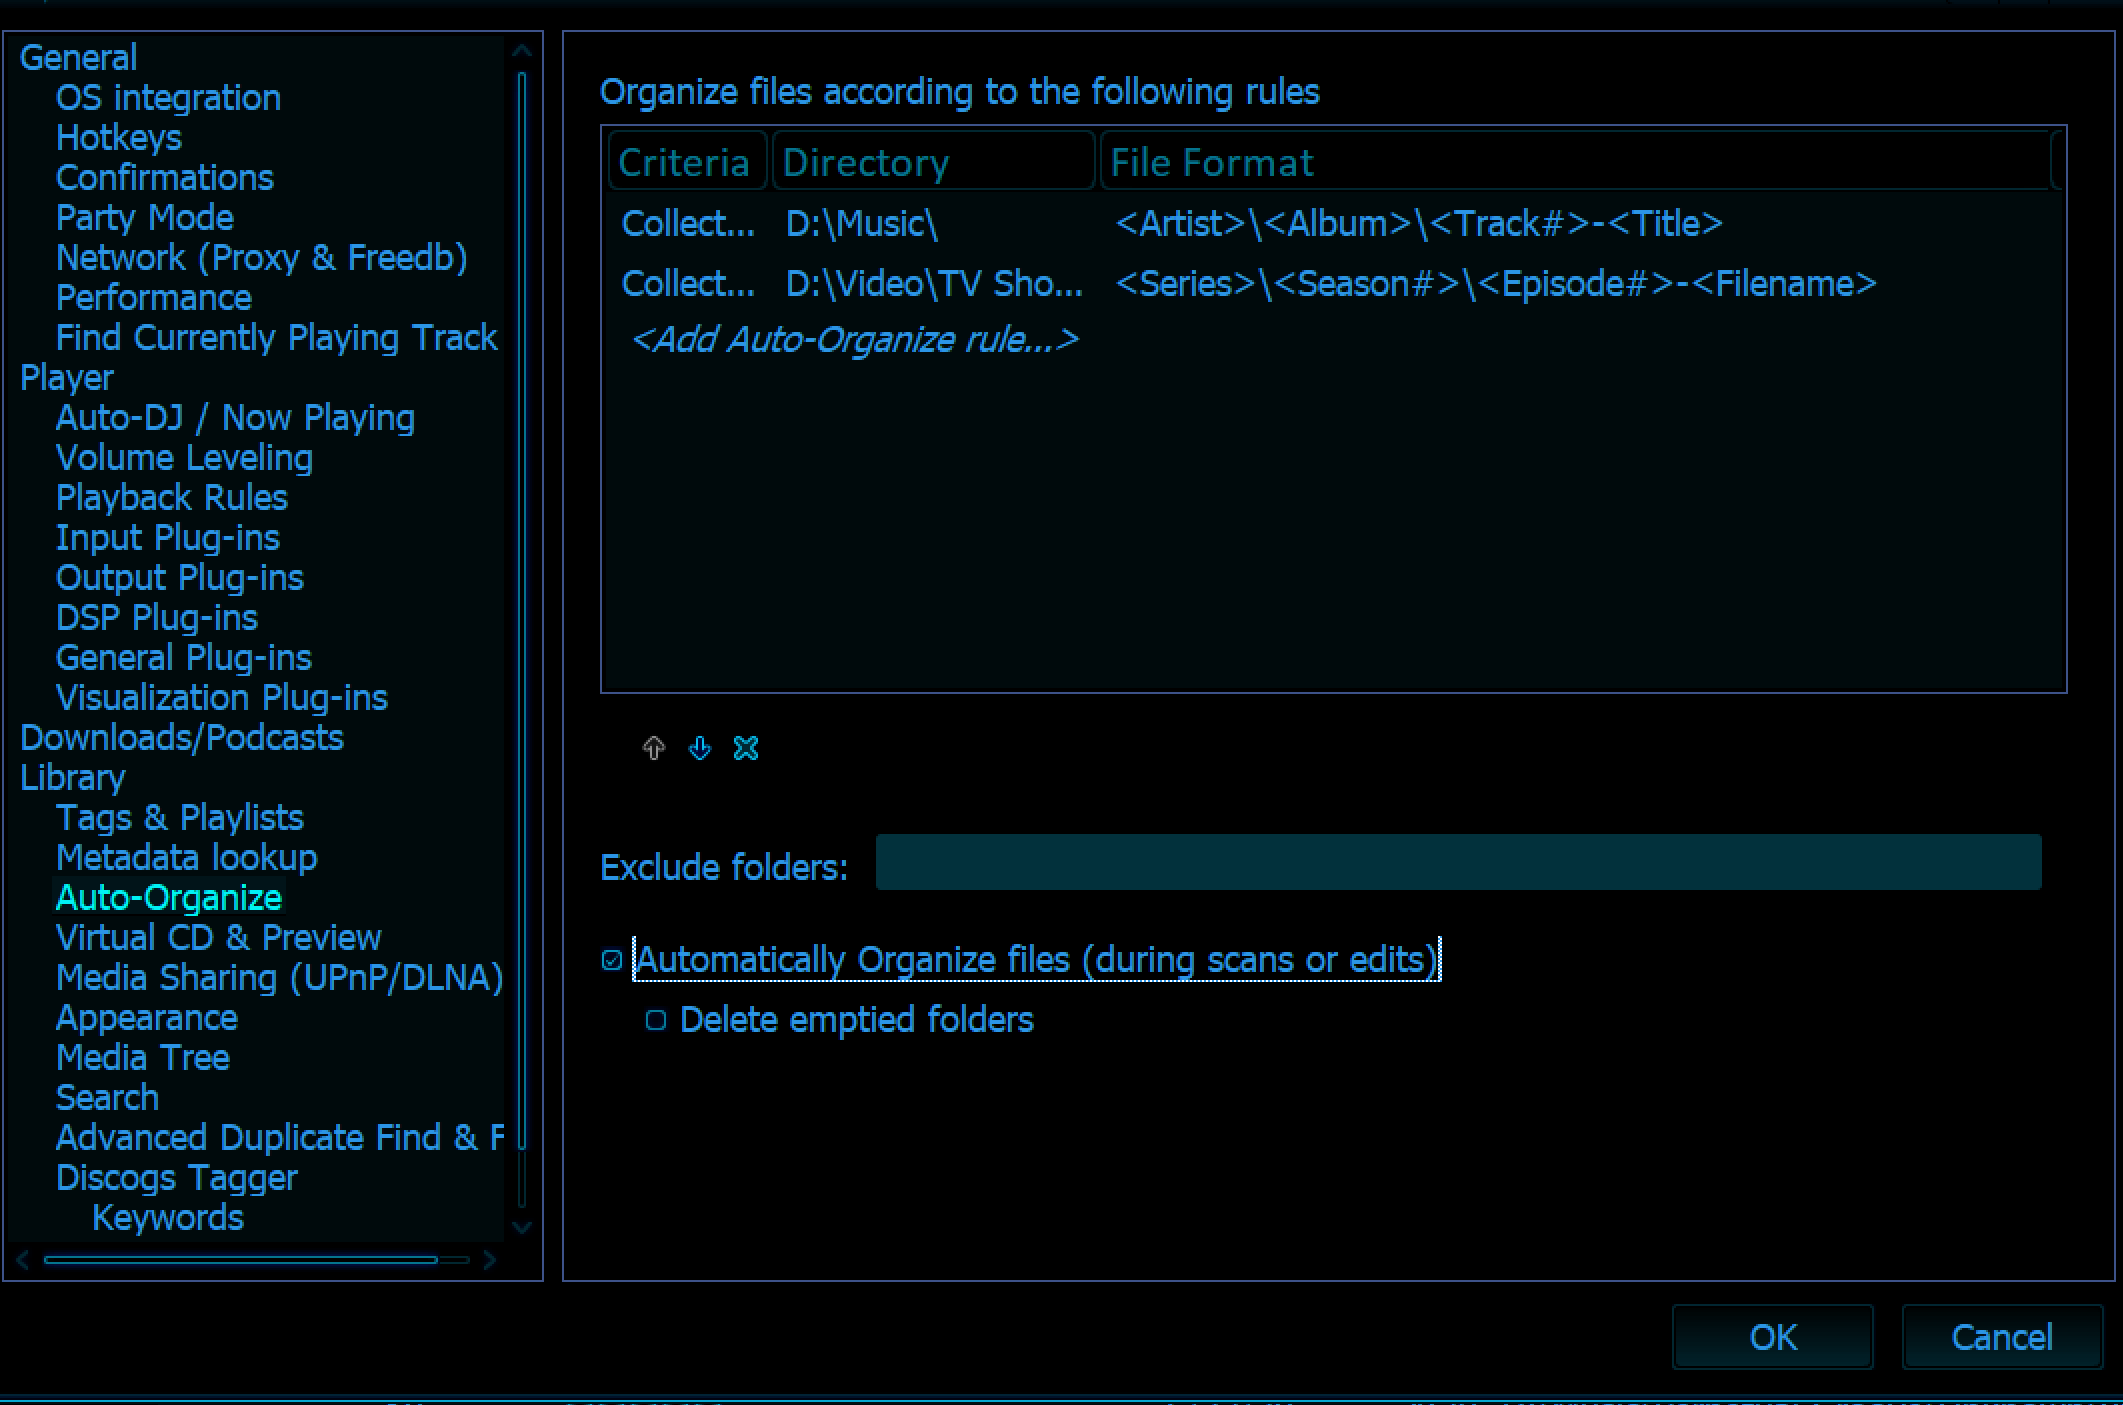 General
OS integration
Hotkeys
Confirmations
Party Mode
Network (Proxy & Freedb)
Performance
Find Currently Playing Track
Player
Auto-DJ / Now Playing
Volume Leveling
Playback Rules
Input Plug-ins
Output Plug-ins
DSP Plug-ins
General Plug-ins
Visualization Plug-ins
Downloads/Podcasts
Library
Tags & Playlists
Metadata lookup
Auto-Organize
Virtual CD & Preview
Media Sharing (UPnP/DLNA)
Appearance
Media Tree
Search
Advanced Duplicate Find & F
Discogs Tagger
Keywords
Organize files according to the following rules
Criteria Directory File Format
Collect... D:\Music\ <Artist>\<Album>\<Track#>-<Title>
Collect... D:\Video\TV Sho... <Series>\<Season#>\<Episode#>-<Filename>
<Add Auto-Organize rule...>
Exclude folders:
Automatically Organize files (during scans or edits)
Delete emptied folders
OK Cancel